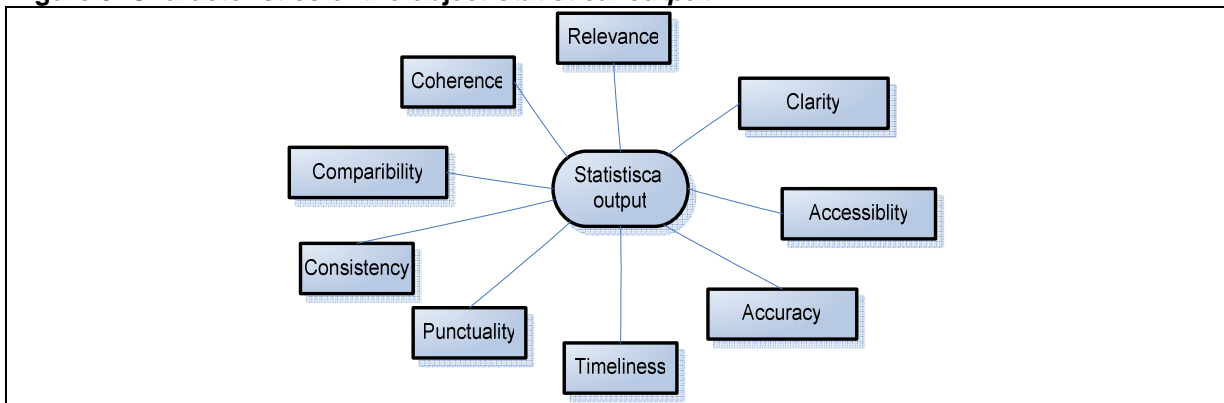 Relevance
Coherence
Clarity
Comparibility
Statistisca
output
Accessiblity
Consistency
Accuracy
Punctuality
Timeliness